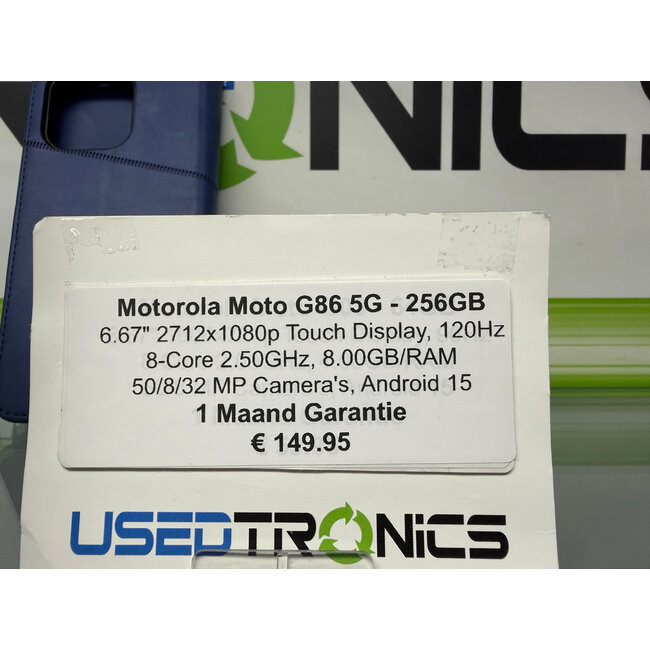 ONICS
Motorola Moto G86 5G - 256GB
6.67" 2712x1080p Touch Display, 120Hz
8-Core 2.50GHz, 8.00GB/RAM
50/8/32 MP Camera's, Android 15
1 Maand Garantie
€ 149.95
USEDTRONICS